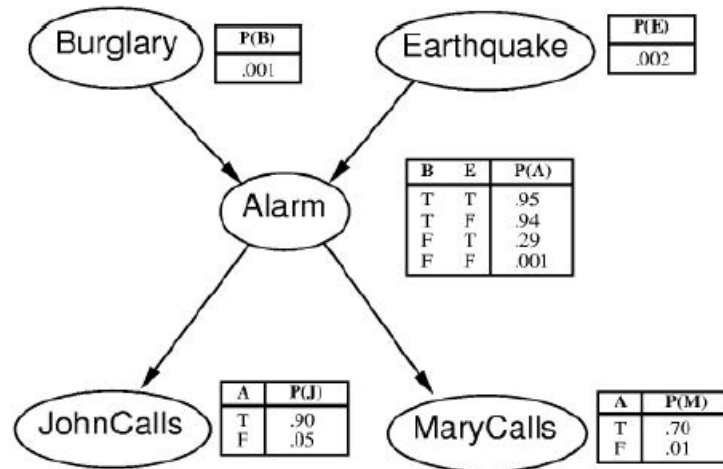 Burglary
P(B)
.001
Earthquake
P(E)
.002
Alarm
B E P(A)
T T .95
T F .94
F T .29
F F .001
JohnCalls
A P(J)
T .90
F .05
MaryCalls
A P(M)
T .70
F .01